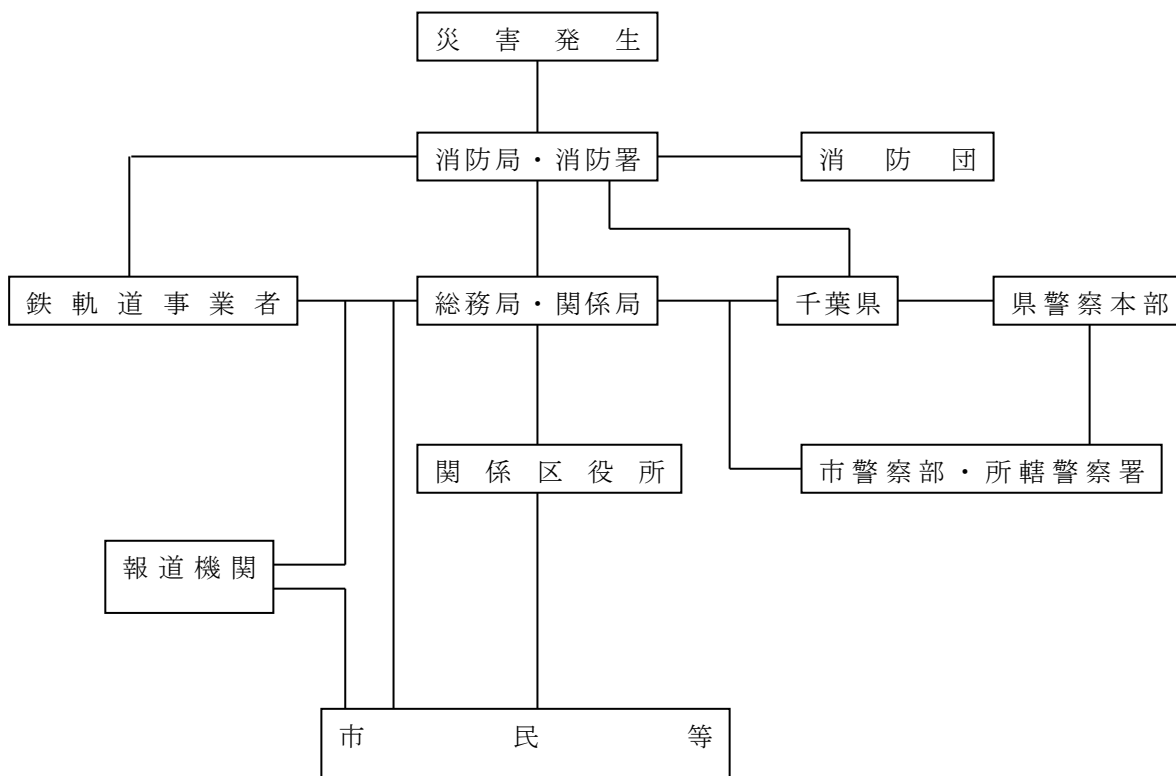 災害発生
消防局・消防署
消防団
鉄軌道事業者
総務局・関係局
千葉県
県警察本部
関係区役所
市警察部・所轄警察署
報道機関
市民等